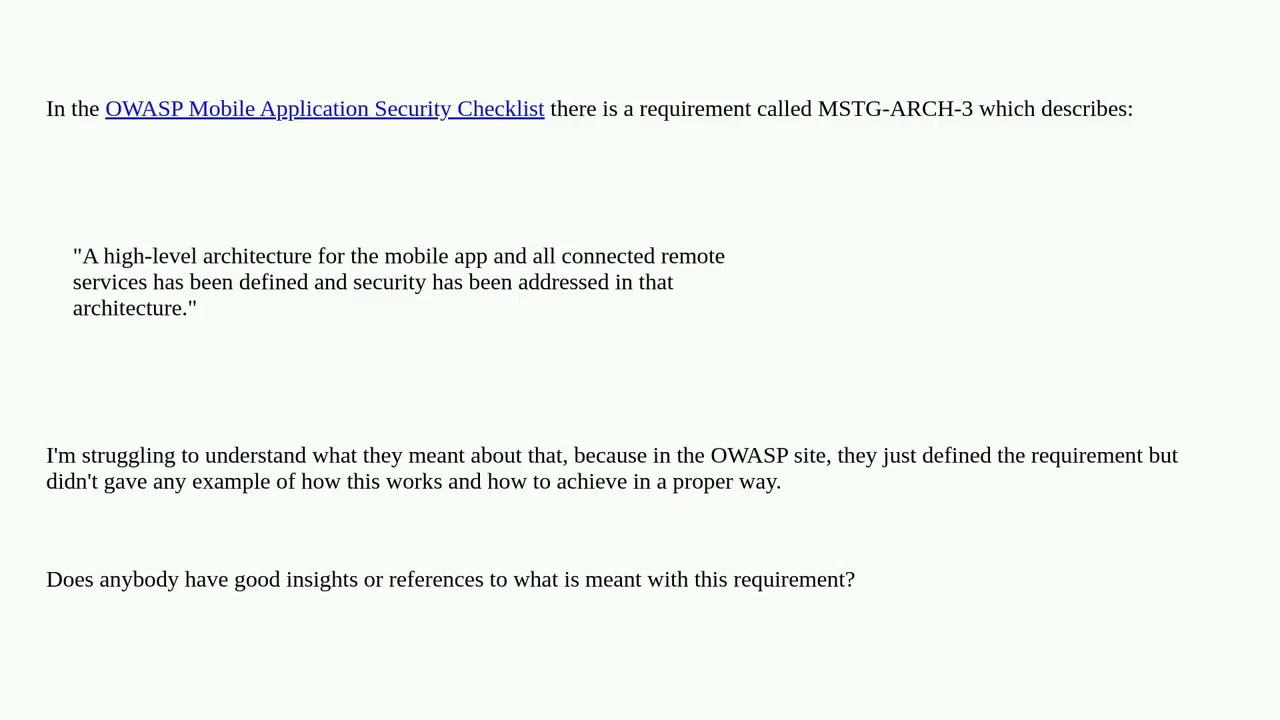 In the OWASP Mobile Application Security Checklist there is a requirement called MSTG-ARCH-3 which describes:
"A high-level architecture for the mobile app and all connected remote
services has been defined and security has been addressed in that
architecture."
I'm struggling to understand what they meant about that, because in the OWASP site, they just defined the requirement but
didn't gave any example of how this works and how to achieve in a proper way.
Does anybody have good insights or references to what is meant with this requirement?